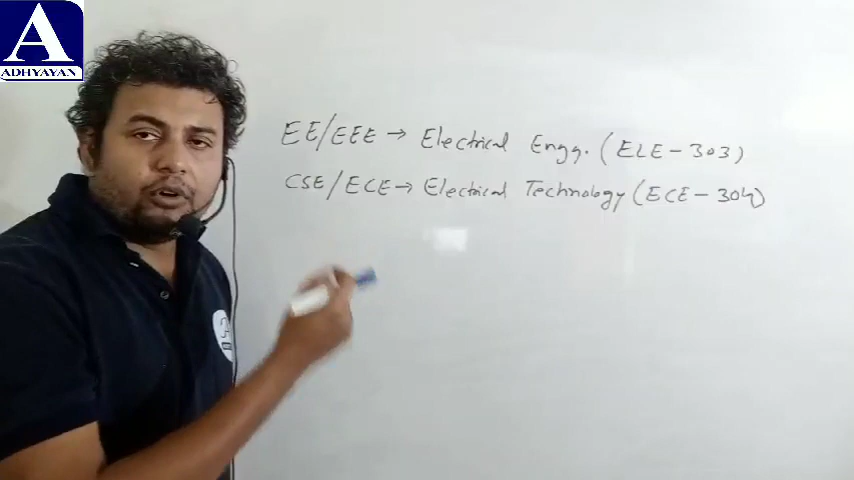 A
ADHYAYAN
EE/EEE → Electrical Engg. (ELE - 303)
CSE/ECE → Electrical Technology (ECE - 304)